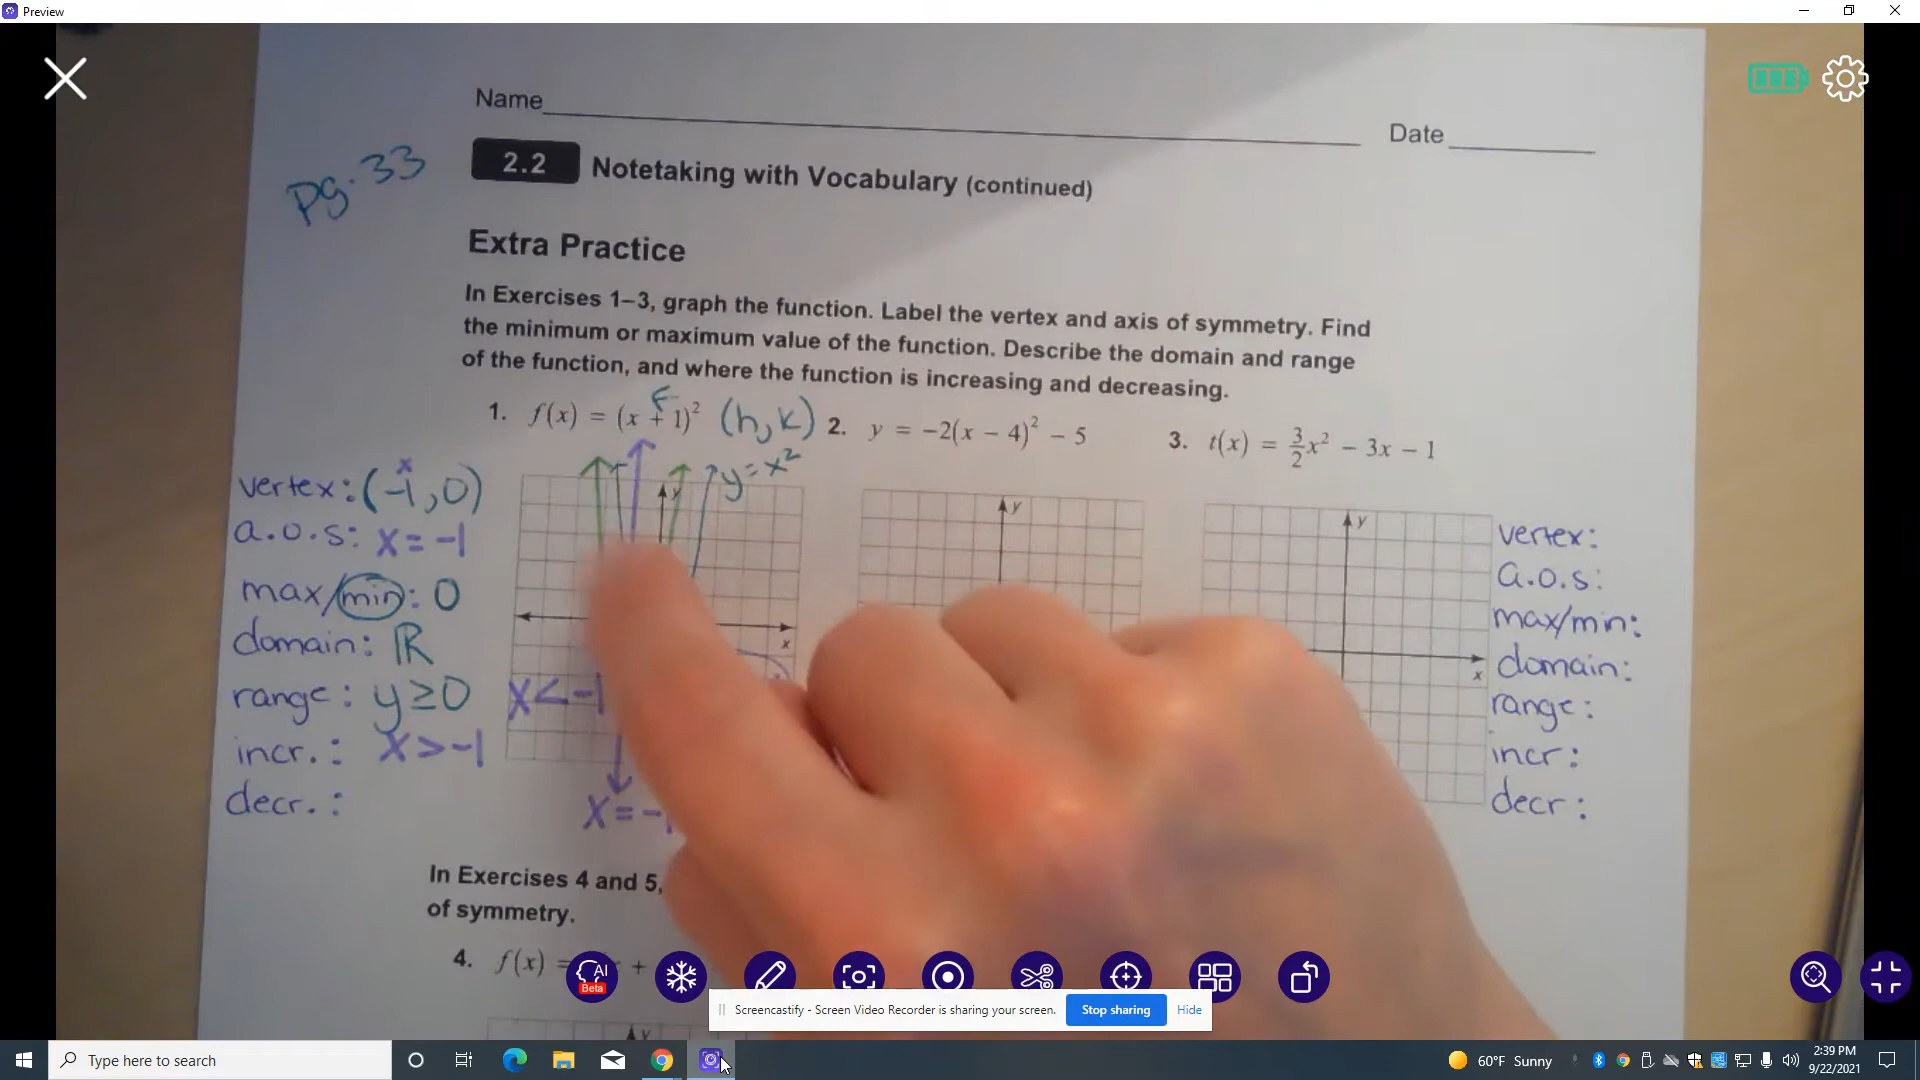 Preview
Name
Date
pg. 33
2.2 Notetaking with Vocabulary (continued)
Extra Practice
In Exercises 1–3, graph the function. Label the vertex and axis of symmetry. Find
the minimum or maximum value of the function. Describe the domain and range
of the function, and where the function is increasing and decreasing.
1. f(x) = (x + 1)² (h, k)
2. y = −2(x − 4)² − 5
3. t(x) = 3/2x² − 3x − 1
y = x²
vertex: (-1, 0)
x
a.o.s: x = -1
max/min: 0
domain: ℝ
range: y ≥ 0
incr.: x > -1
decr.:
x < -1
x = -1
y
x
y
y
x
vertex:
a.o.s:
max/min:
domain:
range:
incr:
decr:
In Exercises 4 and 5,
of symmetry.
4. f(x) =
+
y
AI
Beta
Screencastify - Screen Video Recorder is sharing your screen.
Stop sharing
Hide
Type here to search
60°F Sunny
2:39 PM
9/22/2021